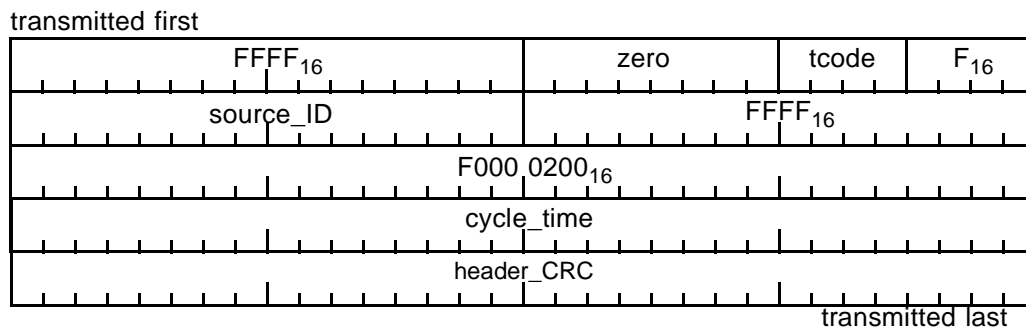 transmitted first
FFFF16 zero tcode F16
source_ID FFFF16
F000 020016
cycle_time
header_CRC
transmitted last